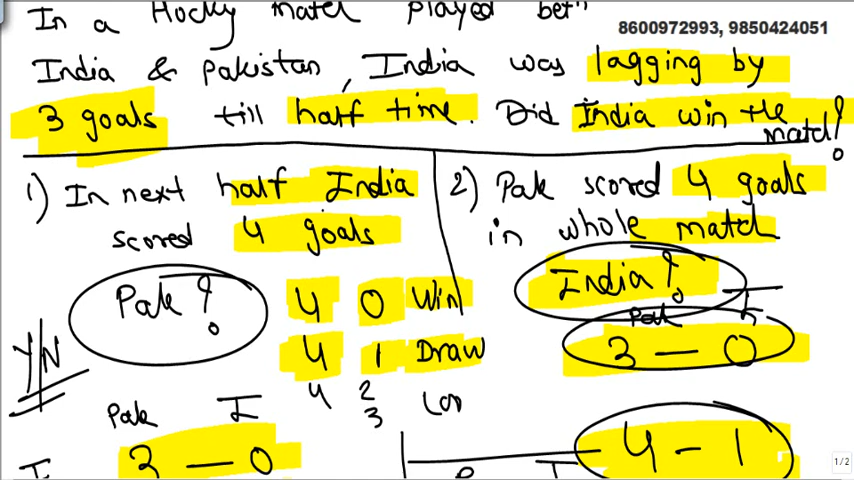 In a Hocky match played betn
8600972993, 9850424051
India & Pakistan, India was lagging by
3 goals till half time. Did India win the
match?
1) In next half India
scored 4 goals
2) Pak scored 4 goals
in whole match
Pak?
4 0 Win
4 1 Draw
4 2
3
India?
Pak I
3 — 0
Y/N
Pak I
3 — 0
4 - 1
1/2